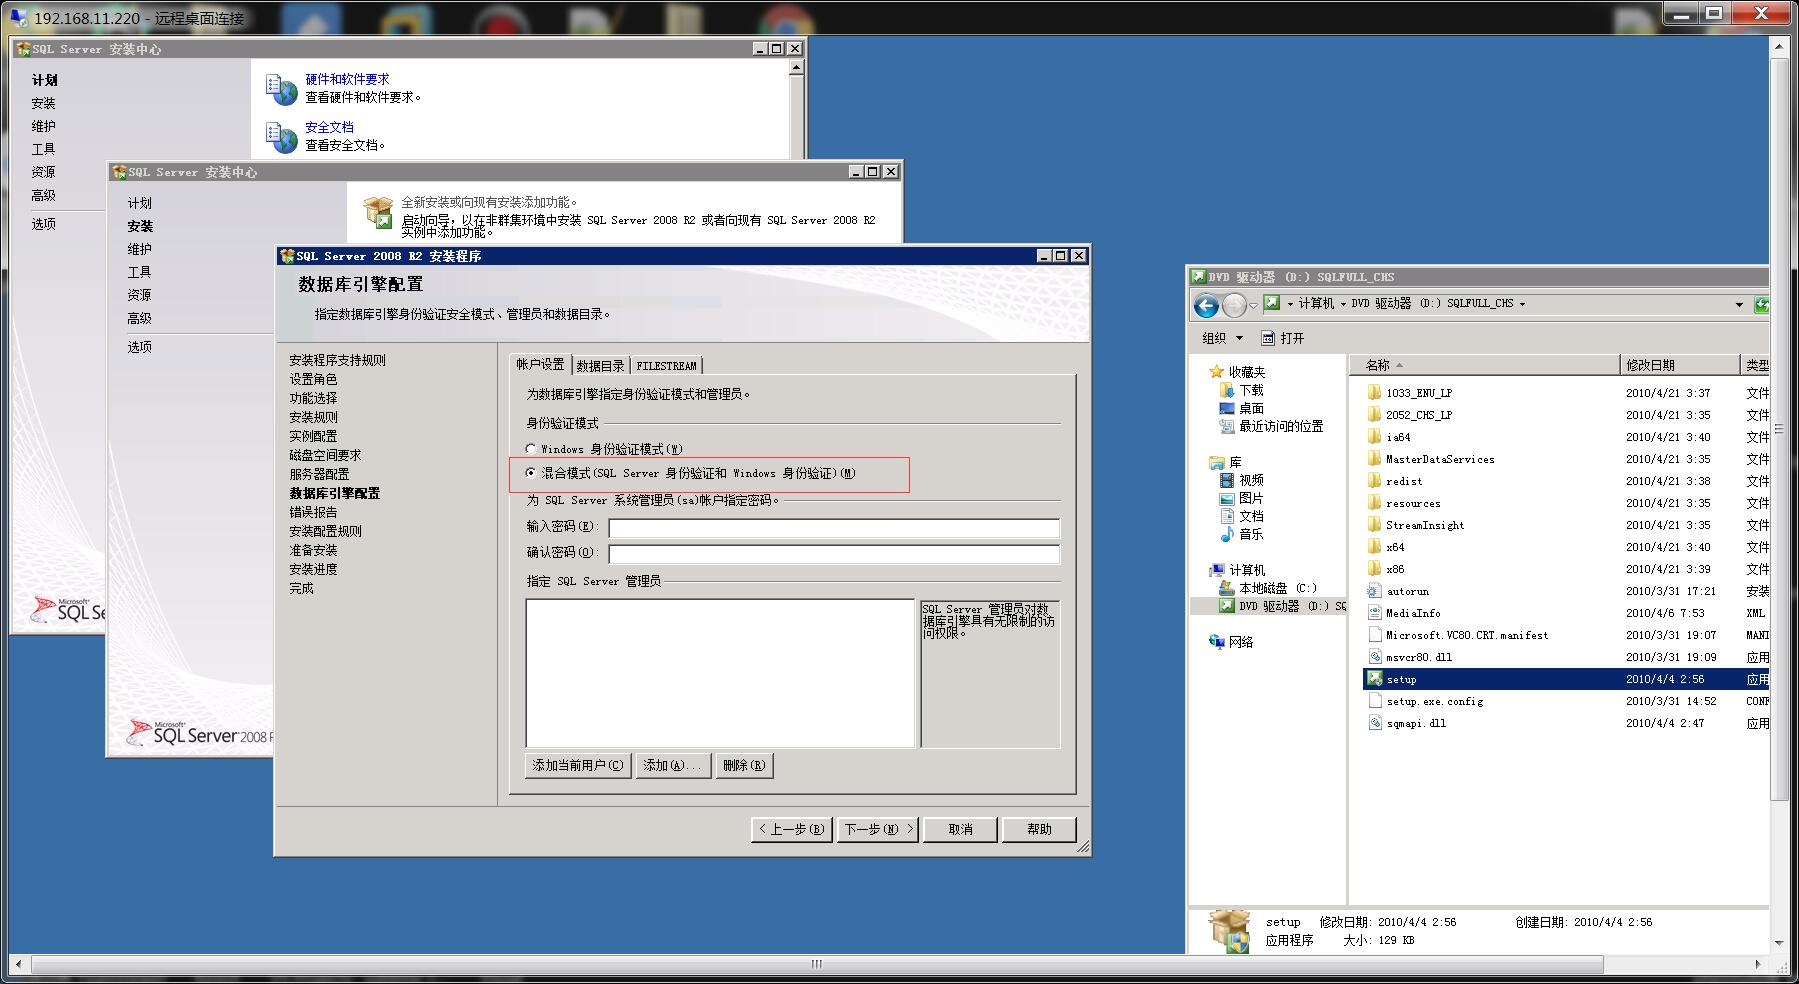 192.168.11.220 - 远程桌面连接
SQL Server 安装中心
计划
安装
维护
工具
资源
高级
选项
硬件和软件要求
查看硬件和软件要求。
安全文档
查看安全文档。
SQL Server 安装中心
计划
安装
维护
工具
资源
高级
选项
全新安装或向现有安装添加功能。
启动向导，以在非群集环境中安装 SQL Server 2008 R2 或者向现有 SQL Server 2008 R2
实例中添加功能。
Microsoft
SQL Server 2008
SQL Server 2008 R2 安装程序
数据库引擎配置
指定数据库引擎身份验证安全模式、管理员和数据目录。
安装程序支持规则
设置角色
功能选择
安装规则
实例配置
磁盘空间要求
服务器配置
数据库引擎配置
错误报告
安装配置规则
准备安装
安装进度
完成
帐户设置 数据目录 FILESTREAM
为数据库引擎指定身份验证模式和管理员。
身份验证模式
Windows 身份验证模式(W)
混合模式(SQL Server 身份验证和 Windows 身份验证)(M)
为 SQL Server 系统管理员(sa)帐户指定密码。
输入密码(E):
确认密码(O):
指定 SQL Server 管理员
SQL Server 管理员对数
据库引擎具有无限制的访
问权限。
添加当前用户(C) 添加(A)... 删除(R)
< 上一步(B) 下一步(N) > 取消 帮助
DVD 驱动器 (D:) SQLFULL_CHS
计算机 DVD 驱动器 (D:) SQLFULL_CHS
组织 打开
收藏夹
下载
桌面
最近访问的位置
库
视频
图片
文档
音乐
计算机
本地磁盘 (C:)
DVD 驱动器 (D:) SQ
网络
名称 修改日期 类型
1033_ENU_LP 2010/4/21 3:37 文件
2052_CHS_LP 2010/4/21 3:35 文件
ia64 2010/4/21 3:40 文件
MasterDataServices 2010/4/21 3:35 文件
redist 2010/4/21 3:38 文件
resources 2010/4/21 3:35 文件
StreamInsight 2010/4/21 3:35 文件
x64 2010/4/21 3:40 文件
x86 2010/4/21 3:39 文件
autorun 2010/3/31 17:21 安装
MediaInfo 2010/4/6 7:53 XML
Microsoft.VC80.CRT.manifest 2010/3/31 19:07 MANI
msvcr80.dll 2010/3/31 19:09 应用
setup 2010/4/4 2:56 应用
setup.exe.config 2010/3/31 14:52 CONF
sqmapi.dll 2010/4/4 2:47 应用
setup 修改日期: 2010/4/4 2:56 创建日期: 2010/4/4 2:56
应用程序 大小: 129 KB